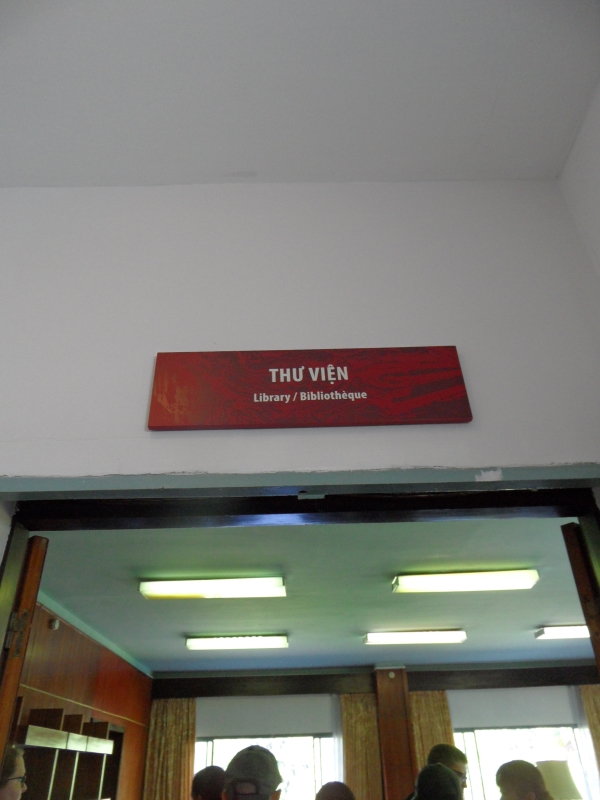 THƯ VIỆN
Library / Bibliothèque